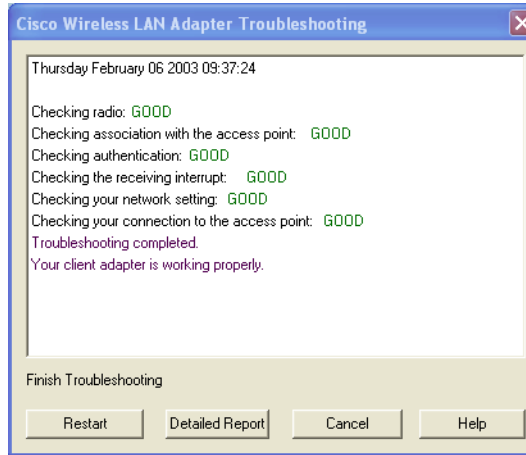 Cisco Wireless LAN Adapter Troubleshooting
Thursday February 06 2003 09:37:24
Checking radio: GOOD
Checking association with the access point: GOOD
Checking authentication: GOOD
Checking the receiving interrupt: GOOD
Checking your network setting: GOOD
Checking your connection to the access point: GOOD
Troubleshooting completed.
Your client adapter is working properly.
Finish Troubleshooting
Restart Detailed Report Cancel Help